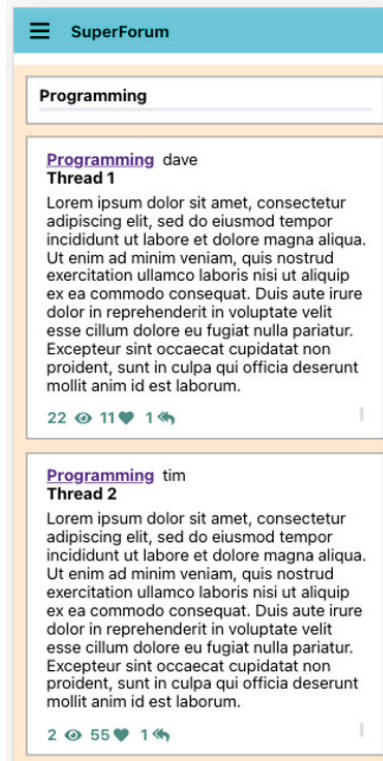 SuperForum
Programming
Programming dave
Thread 1
Lorem ipsum dolor sit amet, consectetur
adipiscing elit, sed do eiusmod tempor
incididunt ut labore et dolore magna aliqua.
Ut enim ad minim veniam, quis nostrud
exercitation ullamco laboris nisi ut aliquip
ex ea commodo consequat. Duis aute irure
dolor in reprehenderit in voluptate velit
esse cillum dolore eu fugiat nulla pariatur.
Excepteur sint occaecat cupidatat non
proident, sunt in culpa qui officia deserunt
mollit anim id est laborum.
22 11 1
Programming tim
Thread 2
Lorem ipsum dolor sit amet, consectetur
adipiscing elit, sed do eiusmod tempor
incididunt ut labore et dolore magna aliqua.
Ut enim ad minim veniam, quis nostrud
exercitation ullamco laboris nisi ut aliquip
ex ea commodo consequat. Duis aute irure
dolor in reprehenderit in voluptate velit
esse cillum dolore eu fugiat nulla pariatur.
Excepteur sint occaecat cupidatat non
proident, sunt in culpa qui officia deserunt
mollit anim id est laborum.
2 55 1